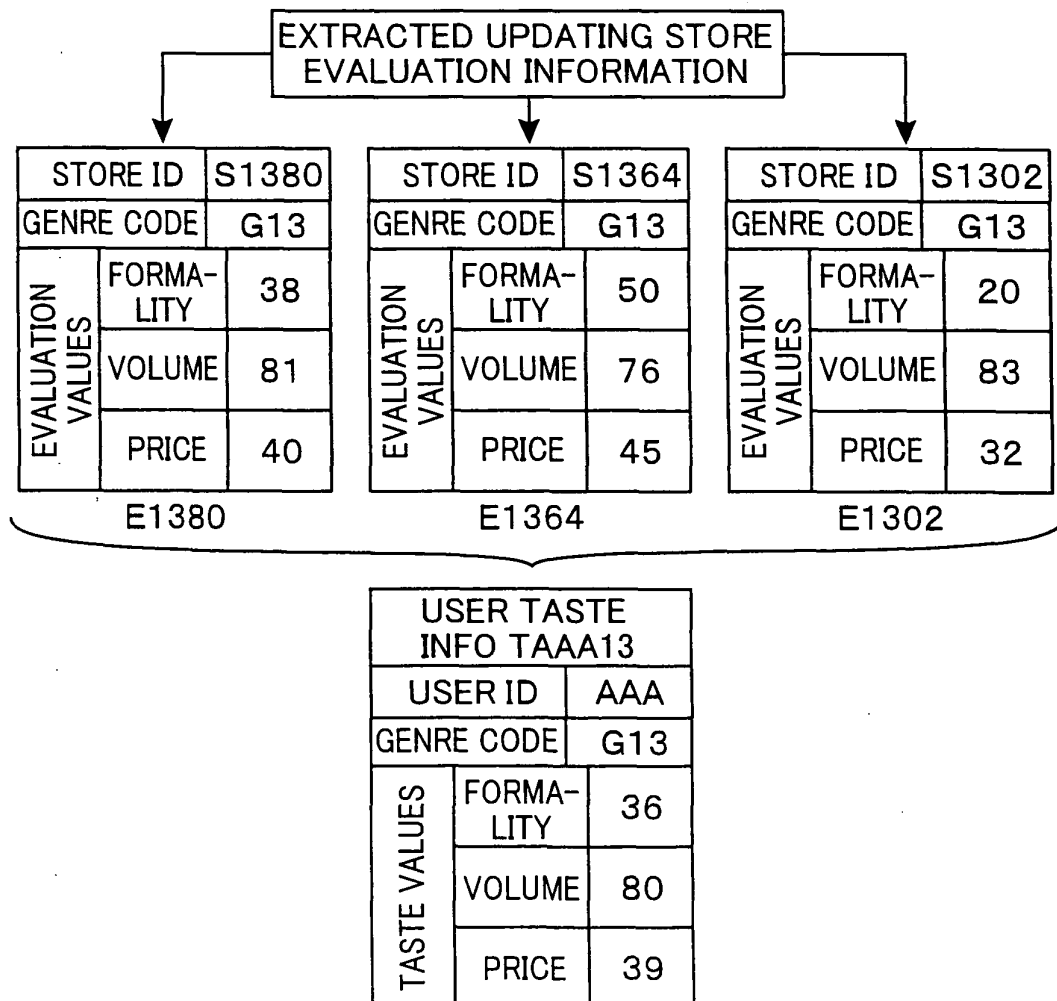 EXTRACTED UPDATING STORE
EVALUATION INFORMATION
STORE ID S1380
GENRE CODE G13
EVALUATION
VALUES
FORMA-
LITY
38
VOLUME 81
PRICE 40
E1380
STORE ID S1364
GENRE CODE G13
EVALUATION
VALUES
FORMA-
LITY
50
VOLUME 76
PRICE 45
E1364
STORE ID S1302
GENRE CODE G13
EVALUATION
VALUES
FORMA-
LITY
20
VOLUME 83
PRICE 32
E1302
USER TASTE
INFO TAAA13
USER ID AAA
GENRE CODE G13
TASTE VALUES
FORMA-
LITY
36
VOLUME 80
PRICE 39